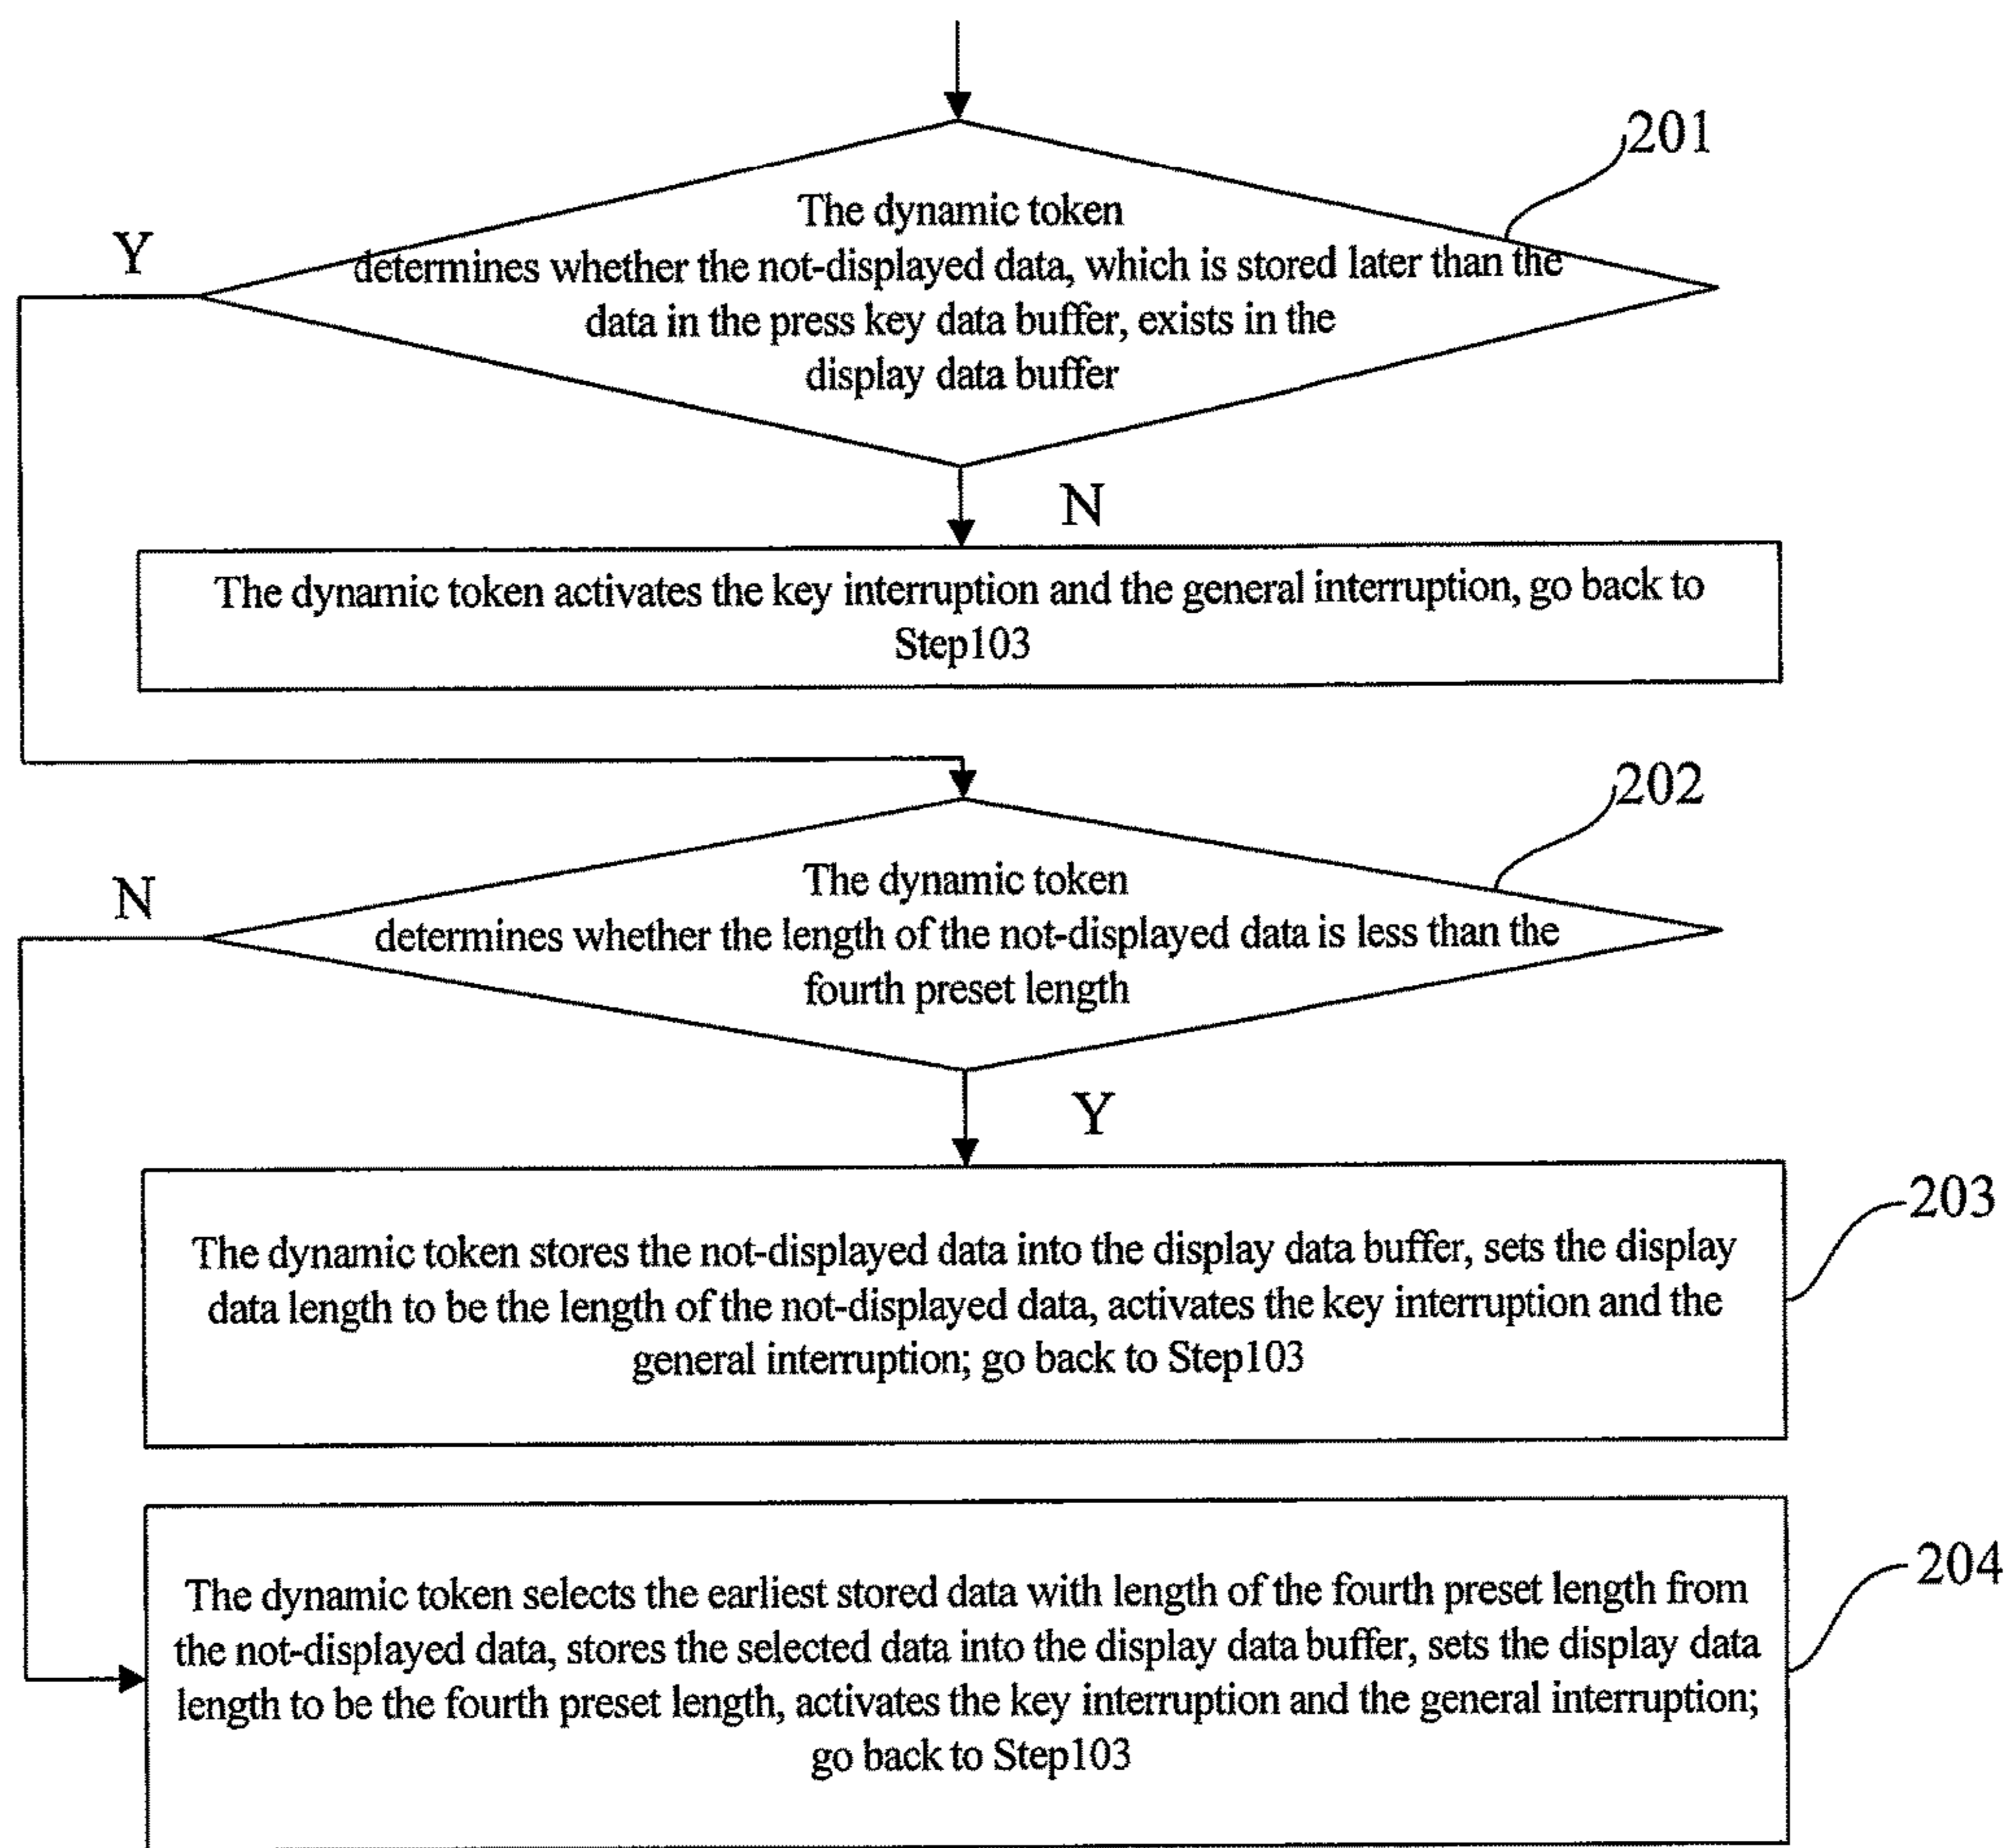 201
The dynamic token
Y
determines whether the not-displayed data, which is stored later than the
data in the press key data buffer, exists in the
display data buffer
N
The dynamic token activates the key interruption and the general interruption, go back to
Step103
202
The dynamic token
N
determines whether the length of the not-displayed data is less than the
fourth preset length
Y
203
The dynamic token stores the not-displayed data into the display data buffer, sets the display
data length to be the length of the not-displayed data, activates the key interruption and the
general interruption; go back to Step103
204
The dynamic token selects the earliest stored data with length of the fourth preset length from
the not-displayed data, stores the selected data into the display data buffer, sets the display data
length to be the fourth preset length, activates the key interruption and the general interruption;
go back to Step103